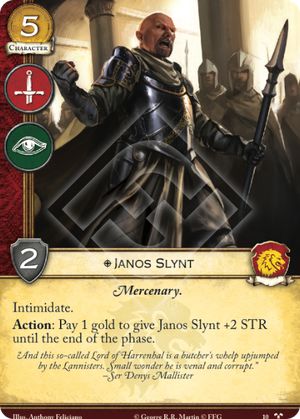 5
CHARACTER
2
JANOS SLYNT
Mercenary.
Intimidate.
Action: Pay 1 gold to give Janos Slynt +2 STR
until the end of the phase.
"And this so-called Lord of Harrenhal is a butcher's whelp upjumped
by the Lannisters. Small wonder he is venal and corrupt."
–Ser Denys Mallister
Illus. Anthony Feliciano
© George R.R. Martin © FFG